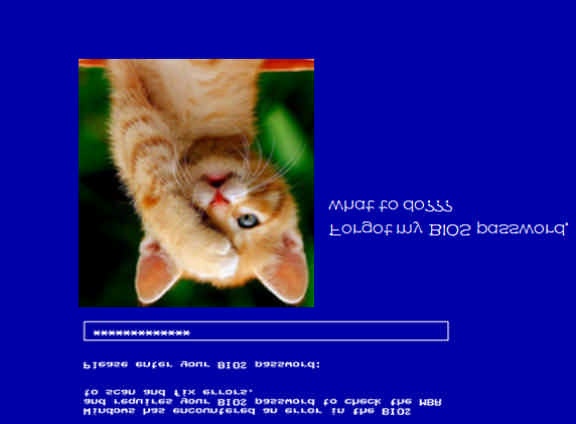 Windows has encountered an error in the BIOS
and requires your BIOS password to check the MBR
to scan and fix errors.
Please enter your BIOS password:
*************
Forgot my BIOS password,
what to do???